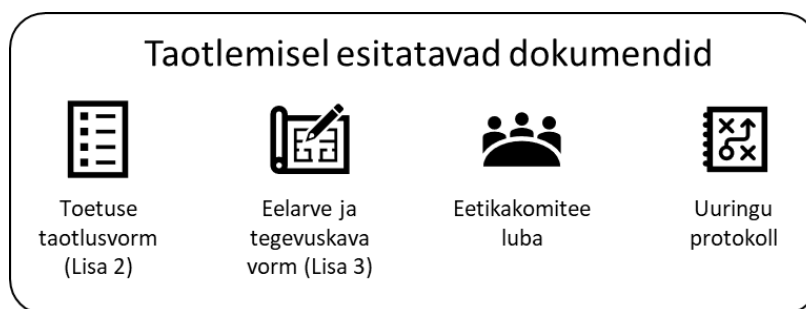 Taotlemisel esitatavad dokumendid
Toetuse
taotlusvorm
(Lisa 2)
Eelarve ja
tegevuskava
vorm (Lisa 3)
Eetikakomitee
luba
Uuringu
protokoll